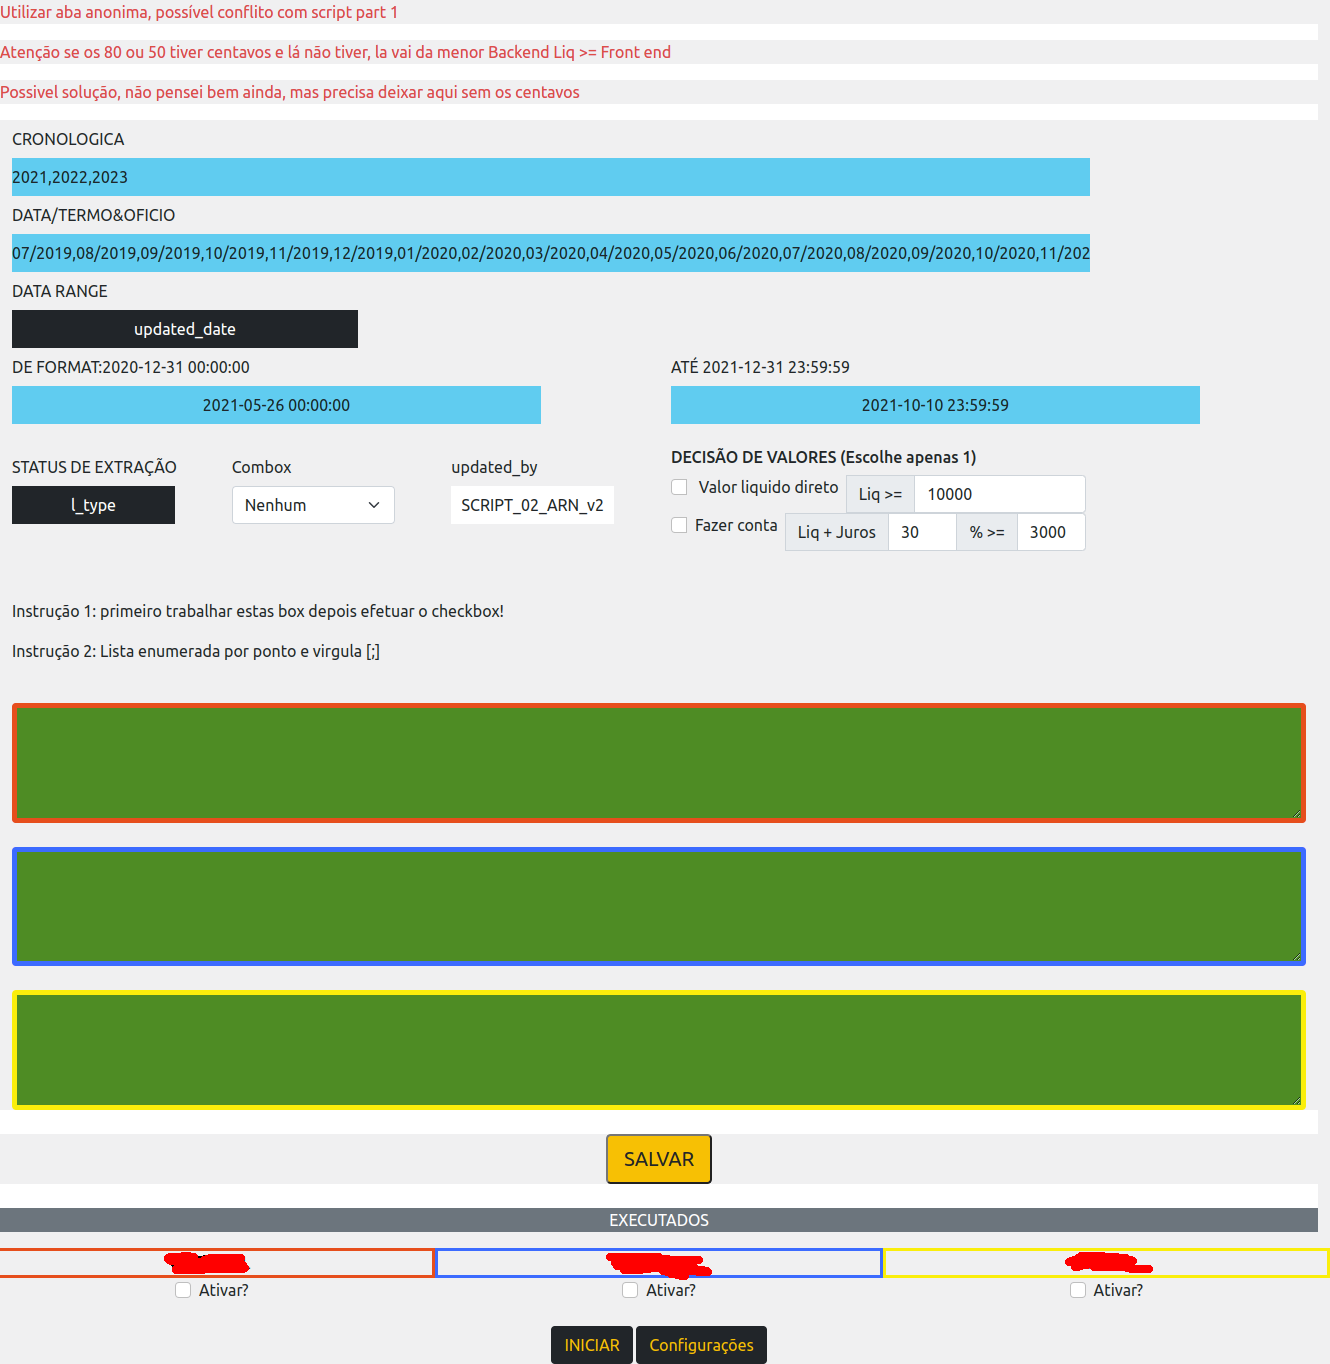 Utilizar aba anonima, possível conflito com script part 1
Atenção se os 80 ou 50 tiver centavos e lá não tiver, la vai da menor Backend Liq >= Front end
Possivel solução, não pensei bem ainda, mas precisa deixar aqui sem os centavos
CRONOLOGICA
2021,2022,2023
DATA/TERMO&OFICIO
07/2019,08/2019,09/2019,10/2019,11/2019,12/2019,01/2020,02/2020,03/2020,04/2020,05/2020,06/2020,07/2020,08/2020,09/2020,10/2020,11/202
DATA RANGE
updated_date
DE FORMAT:2020-12-31 00:00:00
ATÉ 2021-12-31 23:59:59
2021-05-26 00:00:00
2021-10-10 23:59:59
STATUS DE EXTRAÇÃO
Combox
updated_by
DECISÃO DE VALORES (Escolhe apenas 1)
l_type
Nenhum
SCRIPT_02_ARN_v2
Valor liquido direto Liq >= 10000
Fazer conta Liq + Juros 30 % >= 3000
Instrução 1: primeiro trabalhar estas box depois efetuar o checkbox!
Instrução 2: Lista enumerada por ponto e virgula [;]
SALVAR
EXECUTADOS
Ativar?
Ativar?
Ativar?
INICIAR
Configurações